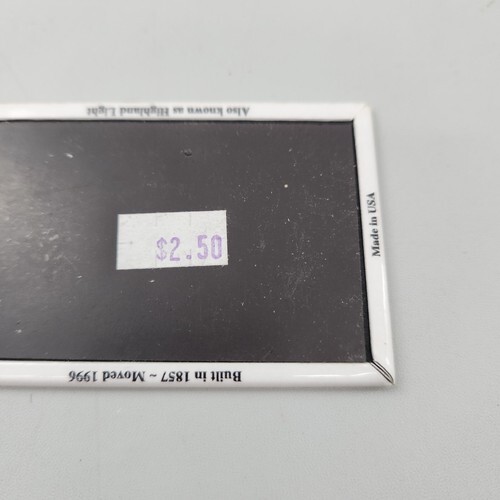 Also known as Highland Light
$2.50
Made in USA
Built in 1857 ~ Moved 1996